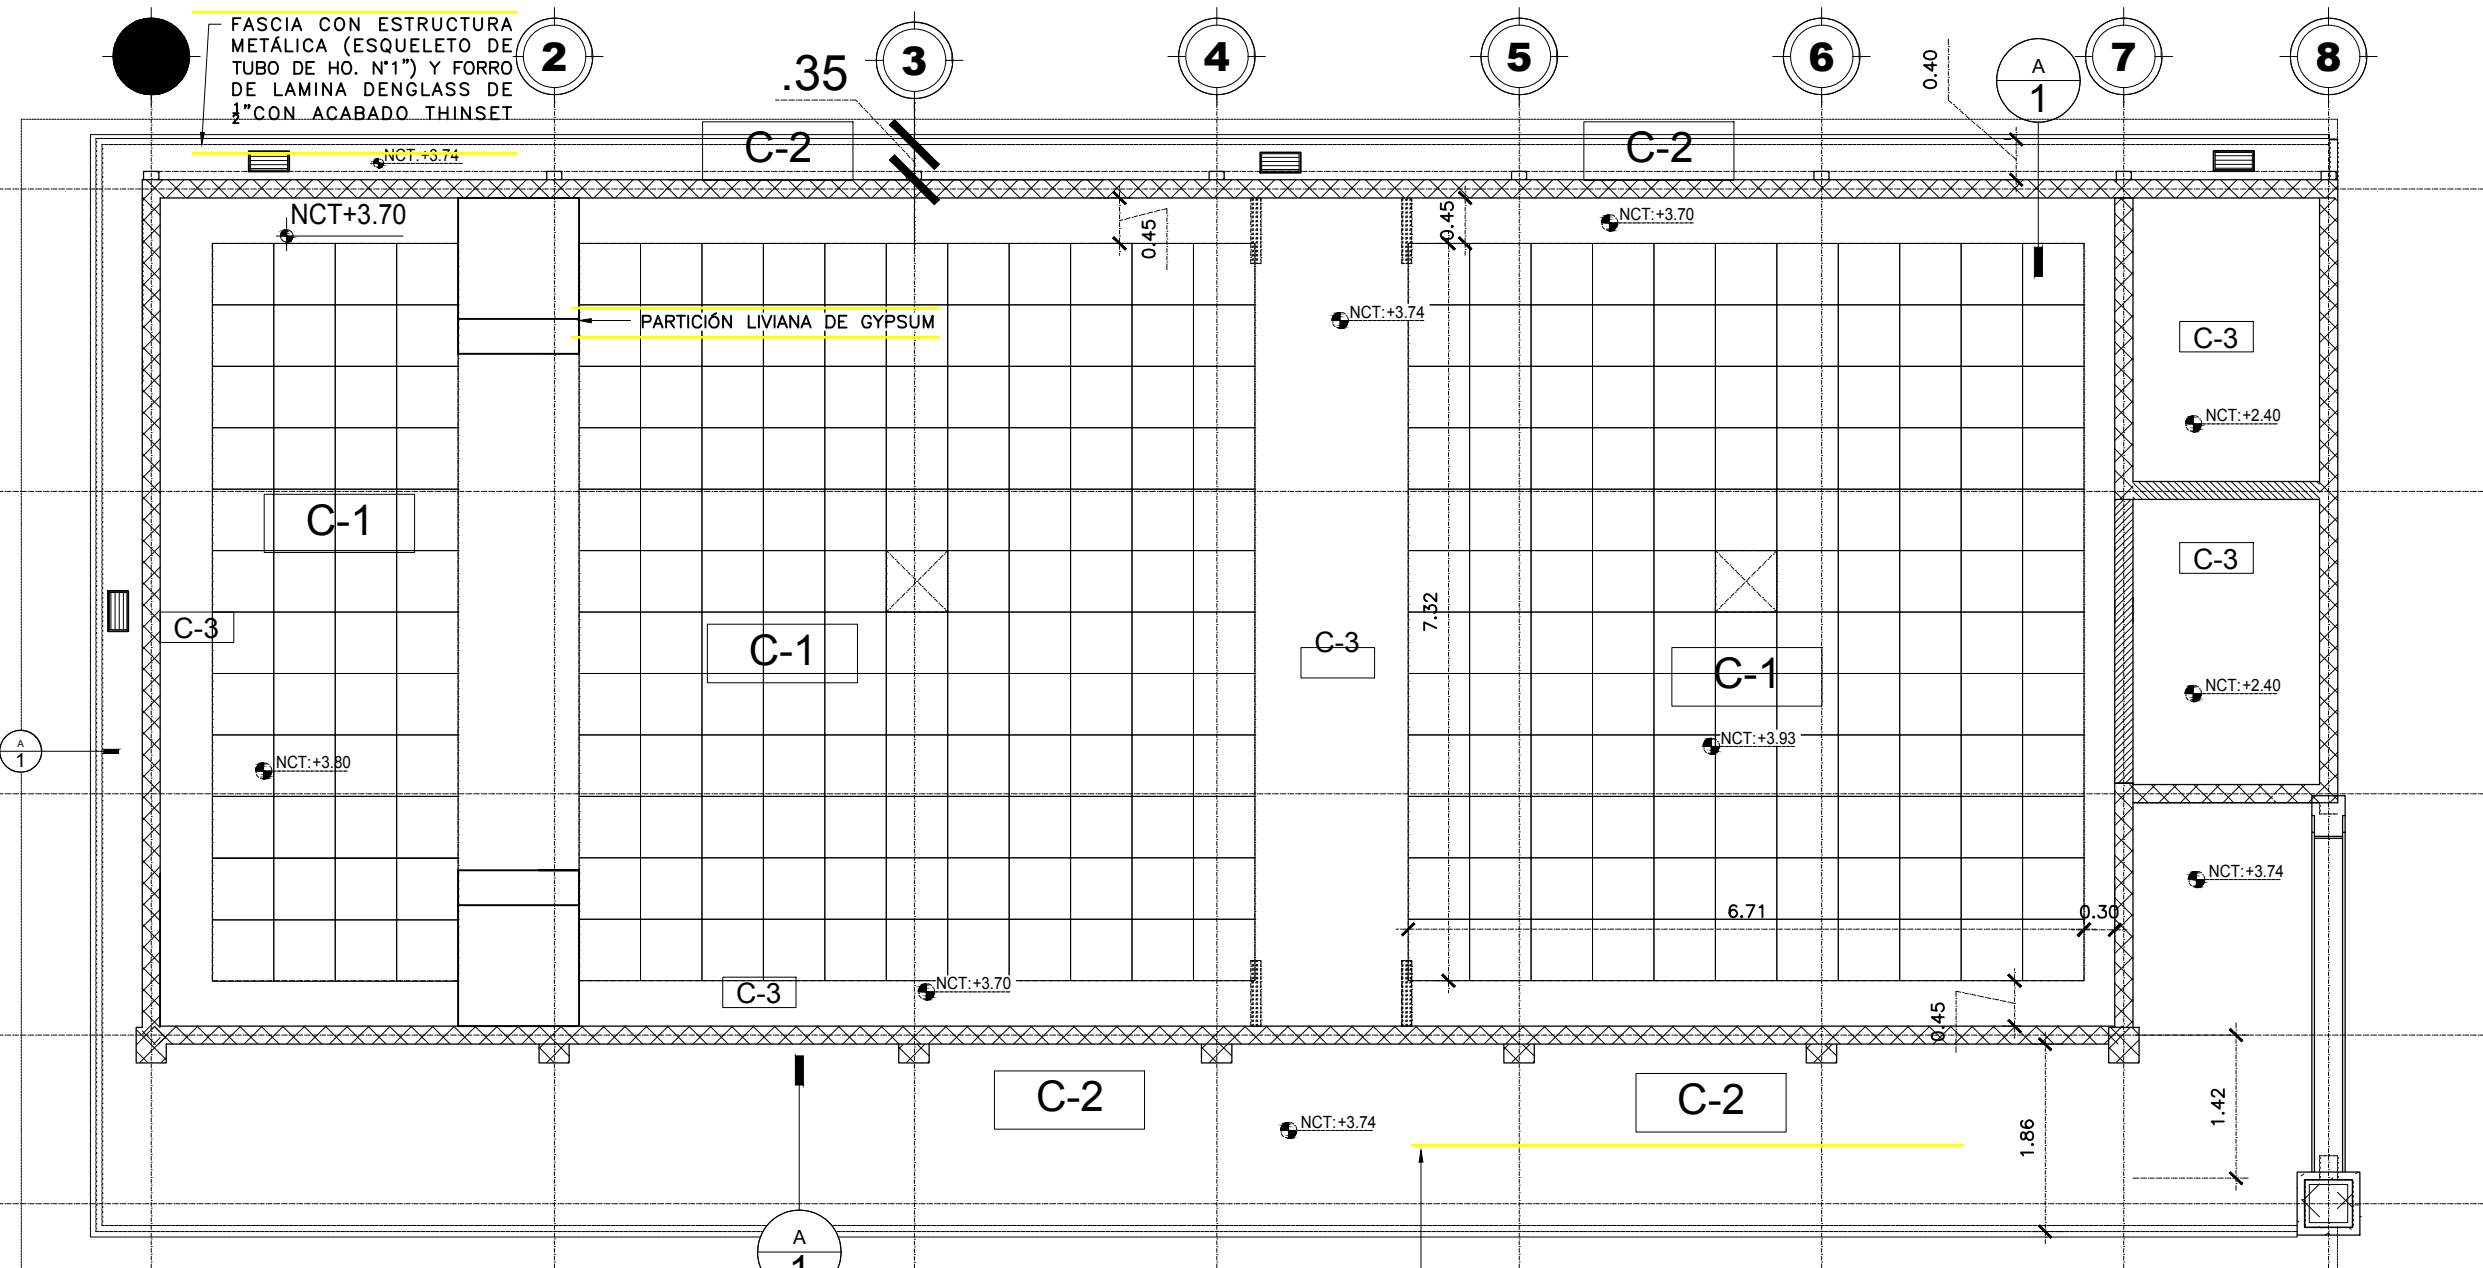 FASCIA CON ESTRUCTURA
METÁLICA (ESQUELETO DE
TUBO DE HO. N°1") Y FORRO
DE LAMINA DENGLASS DE
½"CON ACABADO THINSET
2
3
4
5
6
7
8
.35
0.40
A
1
C-2
C-2
NCT:+3.74
NCT+3.70
0.45
0.45
NCT:+3.70
PARTICIÓN LIVIANA DE GYPSUM
NCT:+3.74
C-3
NCT:+2.40
C-1
C-3
C-3
C-1
7.32
C-3
C-1
NCT:+2.40
A
1
NCT:+3.80
NCT:+3.93
NCT:+3.74
6.71
0.30
C-3
NCT:+3.70
0.45
C-2
C-2
NCT:+3.74
1.86
1.42
A
1